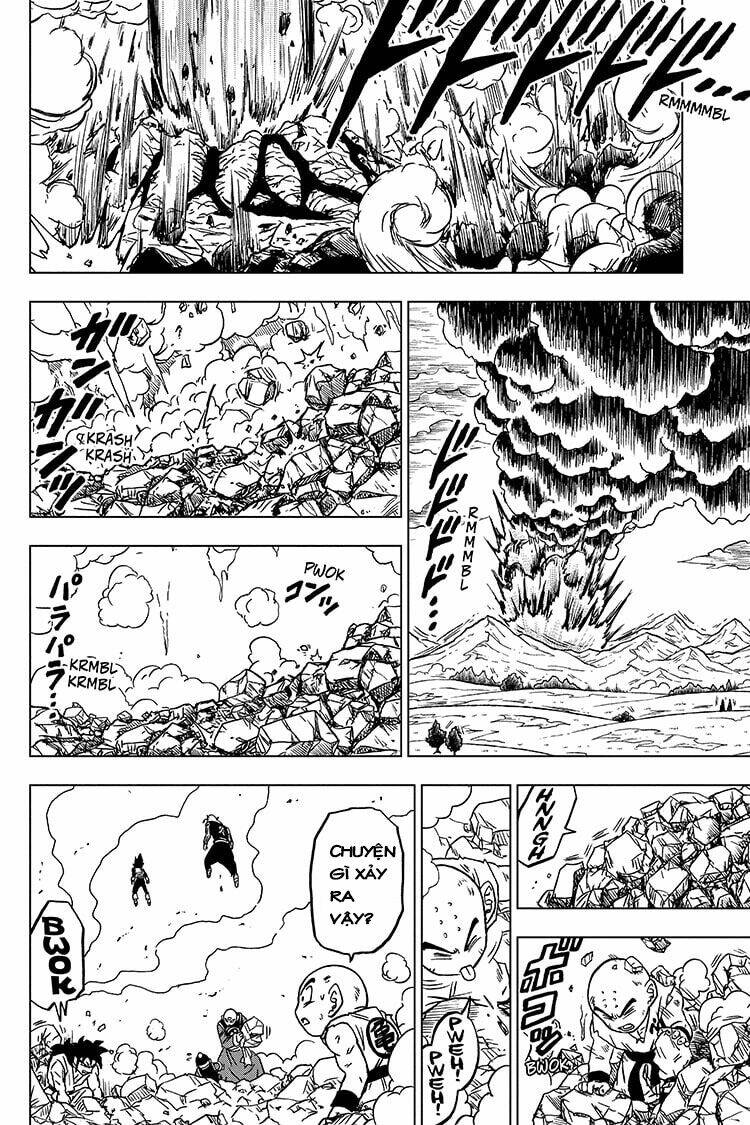 ドドドドド…
RMMMMBL
ドドドド…
RMMMBL
ガンガンッ
KRASH
KRASH
PWOK
コンッ
パラパラ…
KRMBL
KRMBL
HNNGH
ボコッ
BWOK
PWEH!
PWEH!
CHUYỆN
GÌ XẢY
RA
VẬY?
BWOK
亀